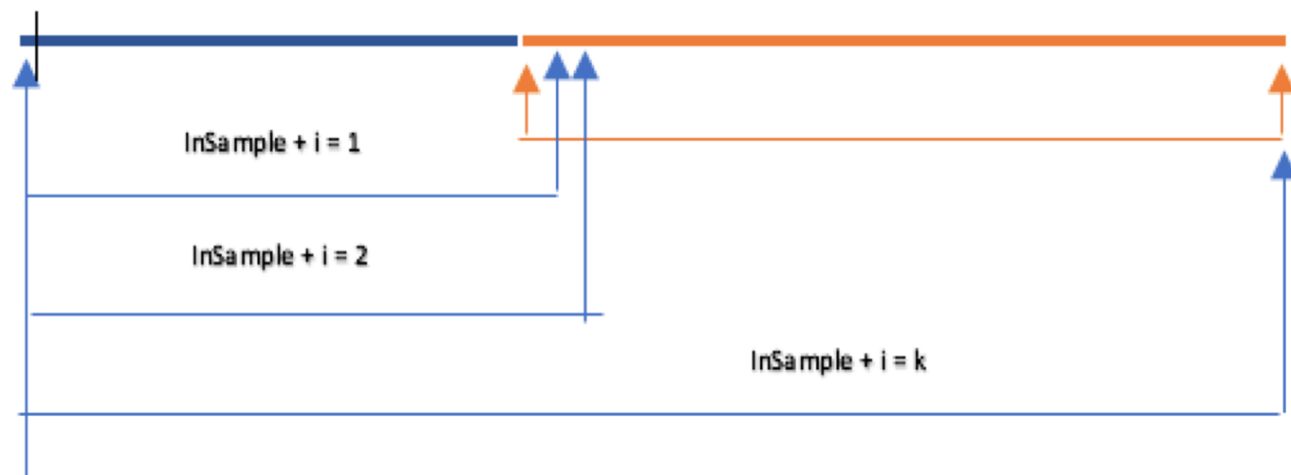 InSample + i = 1
InSample + i = 2
InSample + i = k